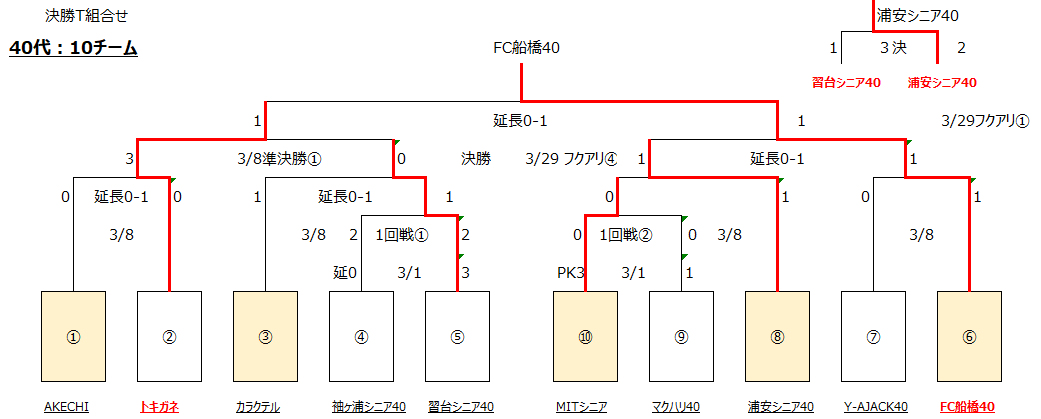 決勝T組合せ
浦安シニア40
40代：10チーム
FC船橋40
1 3決 2
習台シニア40 浦安シニア40
1 延長0-1 1 3/29フクアリ①
3 3/8準決勝① 0 決勝 3/29 フクアリ④ 1 延長0-1 1
0 延長0-1 0 1 延長0-1 1 0 1 0 1
3/8 3/8 2 1回戦① 2 0 1回戦② 0 3/8 3/8
延0 3/1 3 PK3 3/1 1
① ② ③ ④ ⑤ ⑩ ⑨ ⑧ ⑦ ⑥
AKECHI トキガネ カラクテル 袖ヶ浦シニア40 習台シニア40 MITシニア マクハリ40 浦安シニア40 Y-AJACK40 FC船橋40